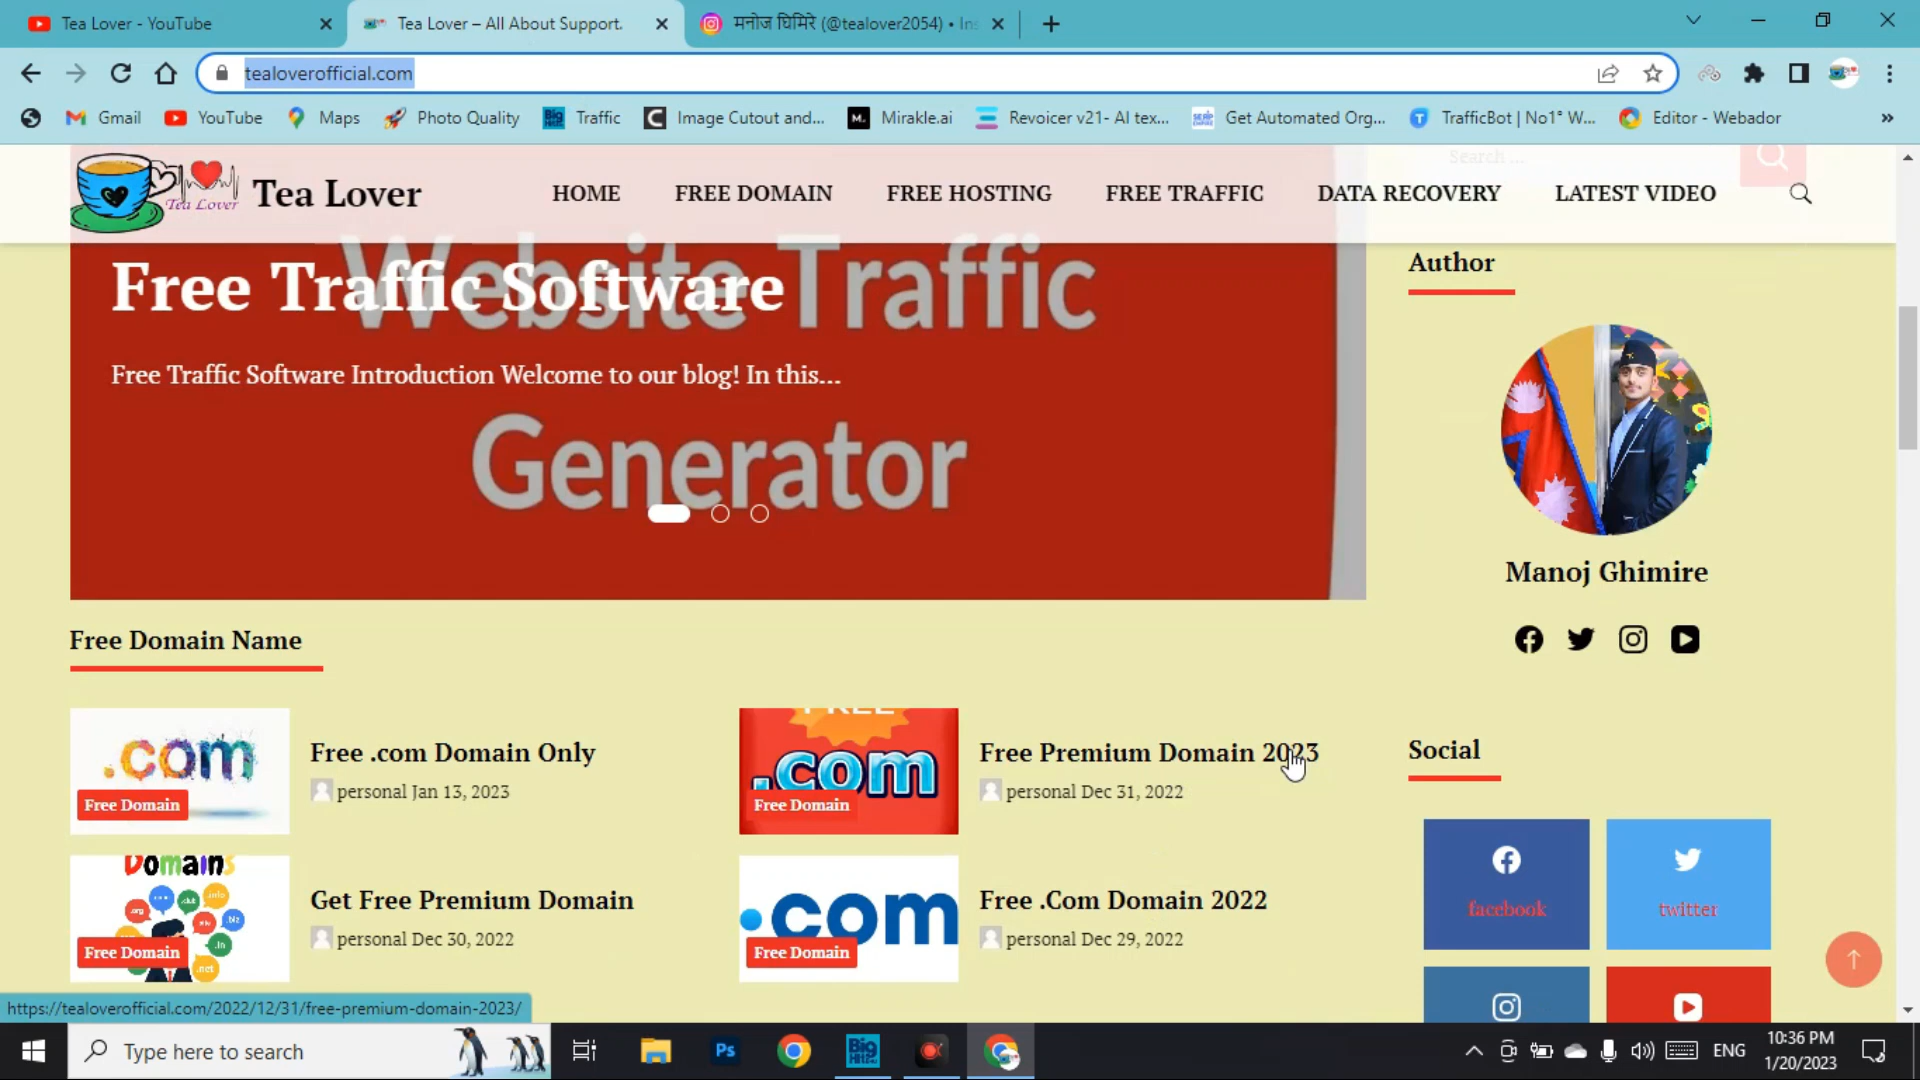 Tea Lover - YouTube
Tea Lover – All About Support.
मनोज घिमिरे (@tealover2054) • Ins
tealoverofficial.com
Gmail
YouTube
Maps
Photo Quality
Traffic
Image Cutout and...
Mirakle.ai
Revoicer v21- AI tex...
Get Automated Org...
TrafficBot | No1° W...
Editor - Webador
Tea Lover
Tea Lover
HOME
FREE DOMAIN
FREE HOSTING
FREE TRAFFIC
DATA RECOVERY
LATEST VIDEO
Search ...
Website Traffic
Generator
Free Traffic Software
Free Traffic Software Introduction Welcome to our blog! In this...
Author
Manoj Ghimire
Free Domain Name
.com
Free Domain
Free .com Domain Only
personal Jan 13, 2023
FREE
.com
Free Domain
Free Premium Domain 2023
personal Dec 31, 2022
Social
facebook
twitter
Domains
Free Domain
Get Free Premium Domain
personal Dec 30, 2022
.com
Free Domain
Free .Com Domain 2022
personal Dec 29, 2022
https://tealoverofficial.com/2022/12/31/free-premium-domain-2023/
Type here to search
Ps
ENG
10:36 PM
1/20/2023